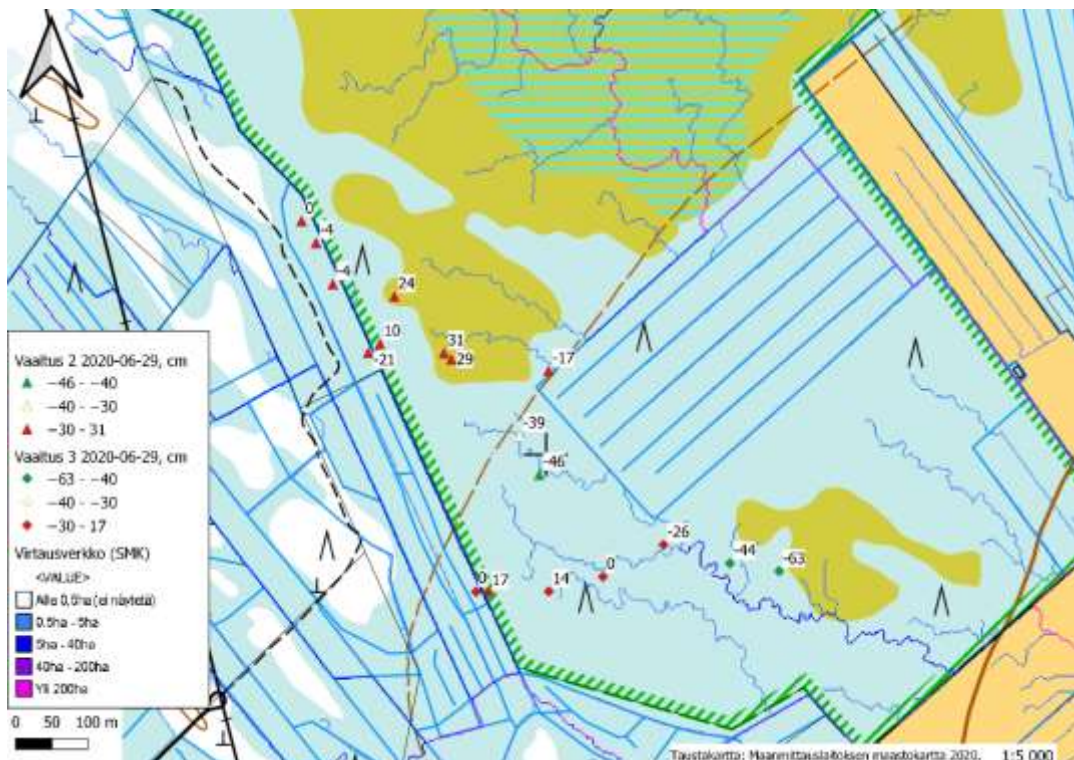 0
-4
-4
24
10
-21
31
29
-17
-39
-46
-26
-44
-63
0
0
17
14
Vaaitus 2 2020-06-29, cm
−46 - −40
−40 - −30
−30 - 31
Vaaitus 3 2020-06-29, cm
−63 - −40
−40 - −30
−30 - 17
Virtausverkko (SMK)
<VALUE>
Alle 0,5ha (ei näytetä)
0.5ha - 5ha
5ha - 40ha
40ha - 200ha
Yli 200ha
0 50 100 m
Taustakartta: Maanmittauslaitoksen maastokartta 2020. 1:5 000